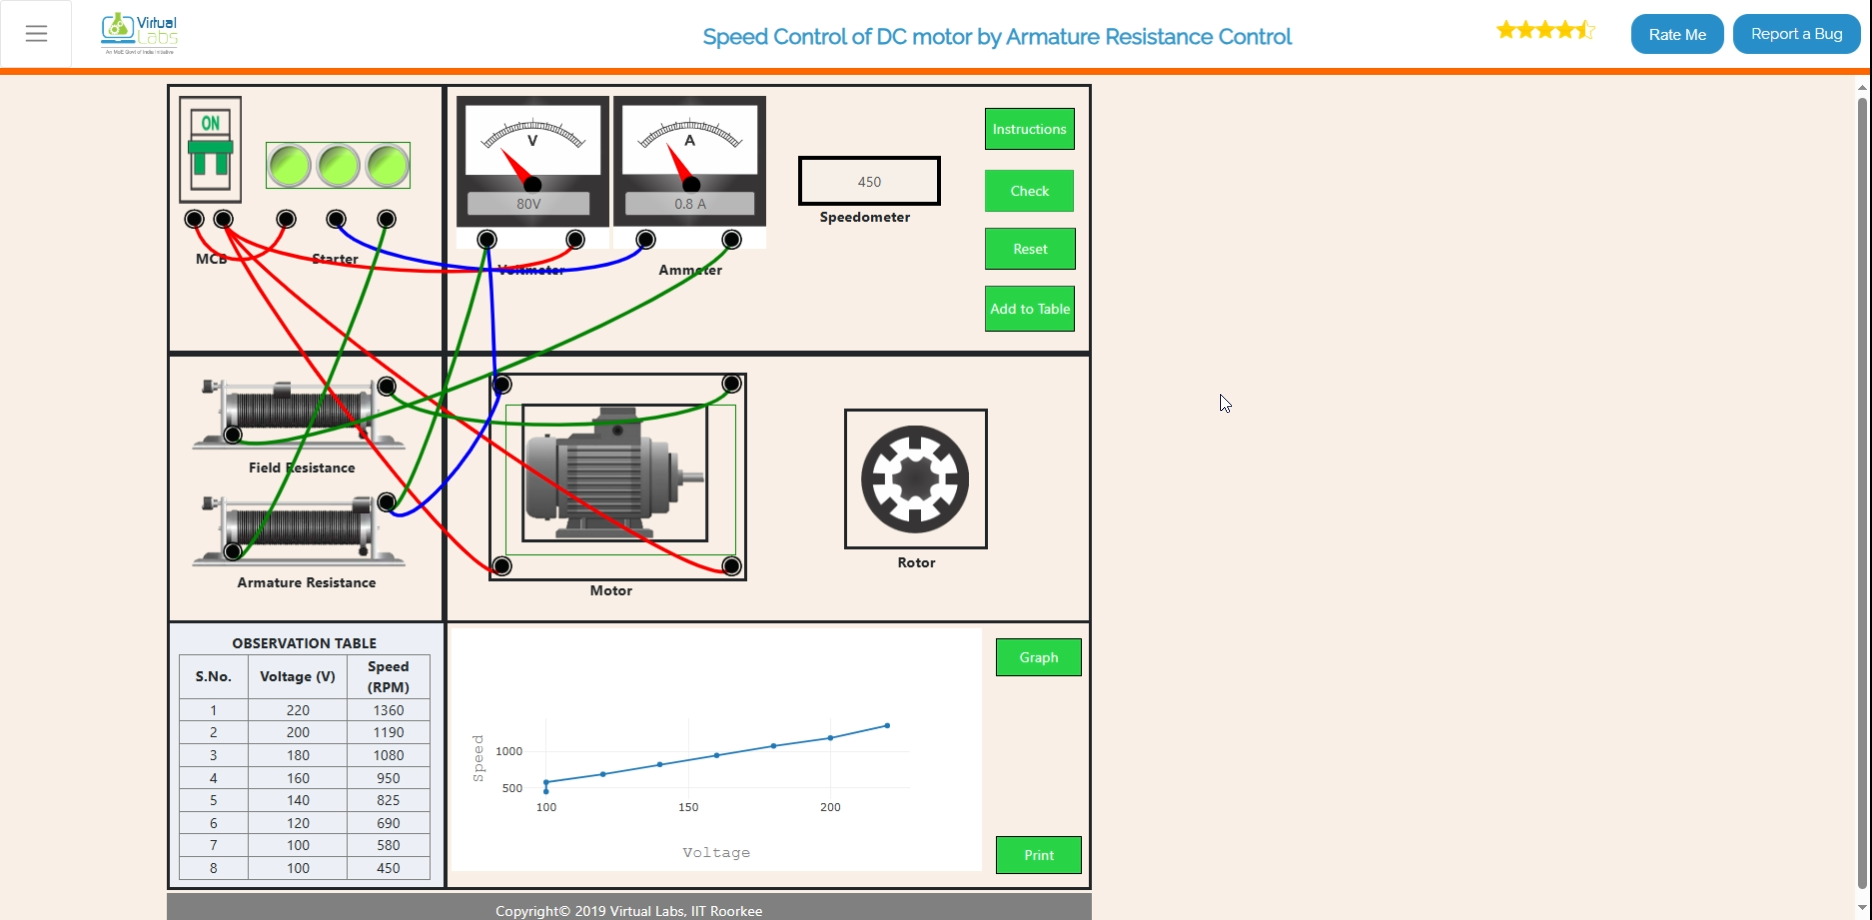 Virtual
Labs
An MoE Govt of India Initiative
Speed Control of DC motor by Armature Resistance Control
Rate Me
Report a Bug
ON
V
A
80V
0.8 A
450
Speedometer
MCB
Starter
Voltmeter
Ammeter
Instructions
Check
Reset
Add to Table
Field Resistance
Armature Resistance
Motor
Rotor
OBSERVATION TABLE
S.No. Voltage (V) Speed (RPM)
1 220 1360
2 200 1190
3 180 1080
4 160 950
5 140 825
6 120 690
7 100 580
8 100 450
Speed
1000
500
100 150 200
Voltage
Graph
Print
Copyright© 2019 Virtual Labs, IIT Roorkee